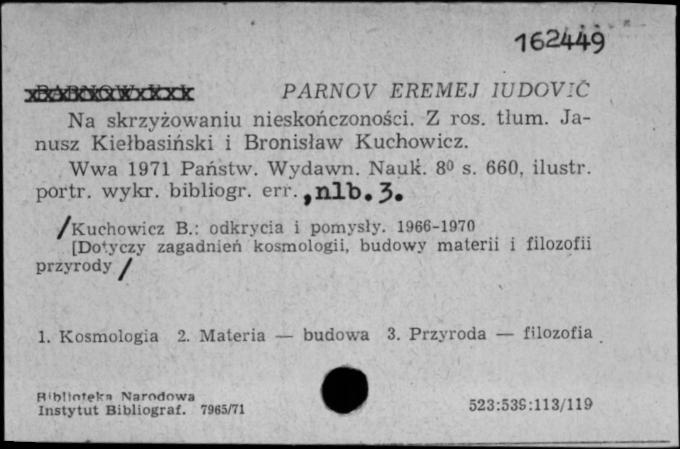 162449
PARNOV EREMEJ IUDOVIČ
Na skrzyżowaniu nieskończoności. Z ros. tłum. Ja-
nusz Kiełbasiński i Bronisław Kuchowicz.
Wwa 1971 Państw. Wydawn. Nauk. 8⁰ s. 660, ilustr.
portr. wykr. bibliogr. err. , nlb. 3.
/Kuchowicz B.: odkrycia i pomysły. 1966-1970
[Dotyczy zagadnień kosmologii, budowy materii i filozofii
przyrody /
1. Kosmologia 2. Materia — budowa 3. Przyroda — filozofia .
Biblioteka Narodowa
Instytut Bibliograf. 7965/71
523:539:113/119